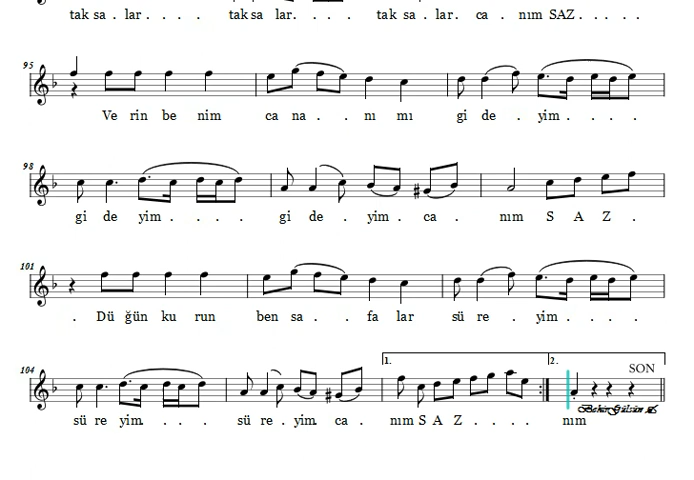 tak sa . lar . . . . tak sa lar. . . . tak sa . lar. ca . nım SAZ . . . .
95
Ve rin be nim ca na . . nı mı gi de . yim . . . .
98
gi de yim . . . . gi de . yim . ca . nım S A Z .
101
. Dü ğün ku run ben sa . fa lar sü re . yim . . . .
104 1. 2. SON
sü re yim . . . . sü re . yim. ca . nım S A Z . . . . nım
Bekir Gülsün